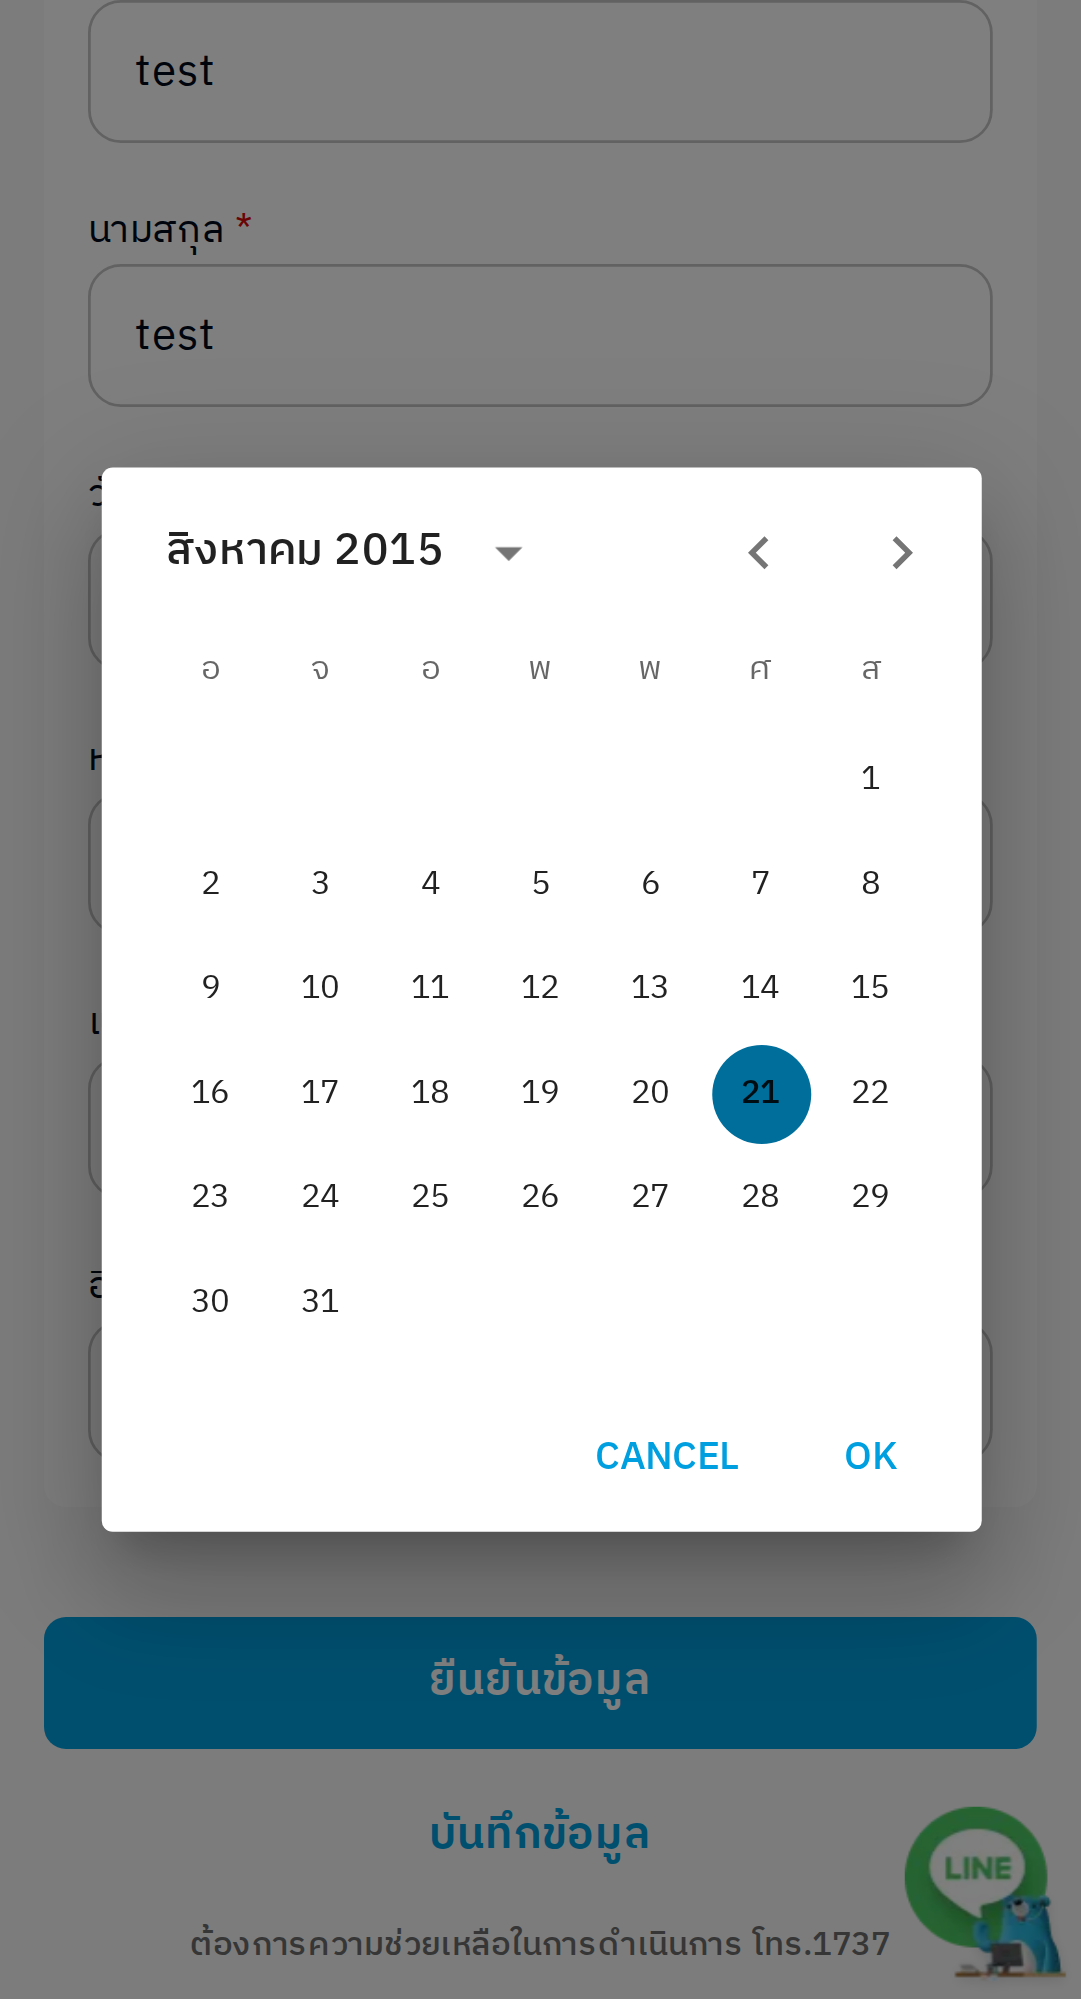 test
นามสกุล *
test
สิงหาคม 2015
อ จ อ พ พ ศ ส
1
2 3 4 5 6 7 8
9 10 11 12 13 14 15
16 17 18 19 20 21 22
23 24 25 26 27 28 29
30 31
CANCEL OK
ยืนยันข้อมูล
บันทึกข้อมูล
LINE
ต้องการความช่วยเหลือในการดำเนินการ โทร.1737